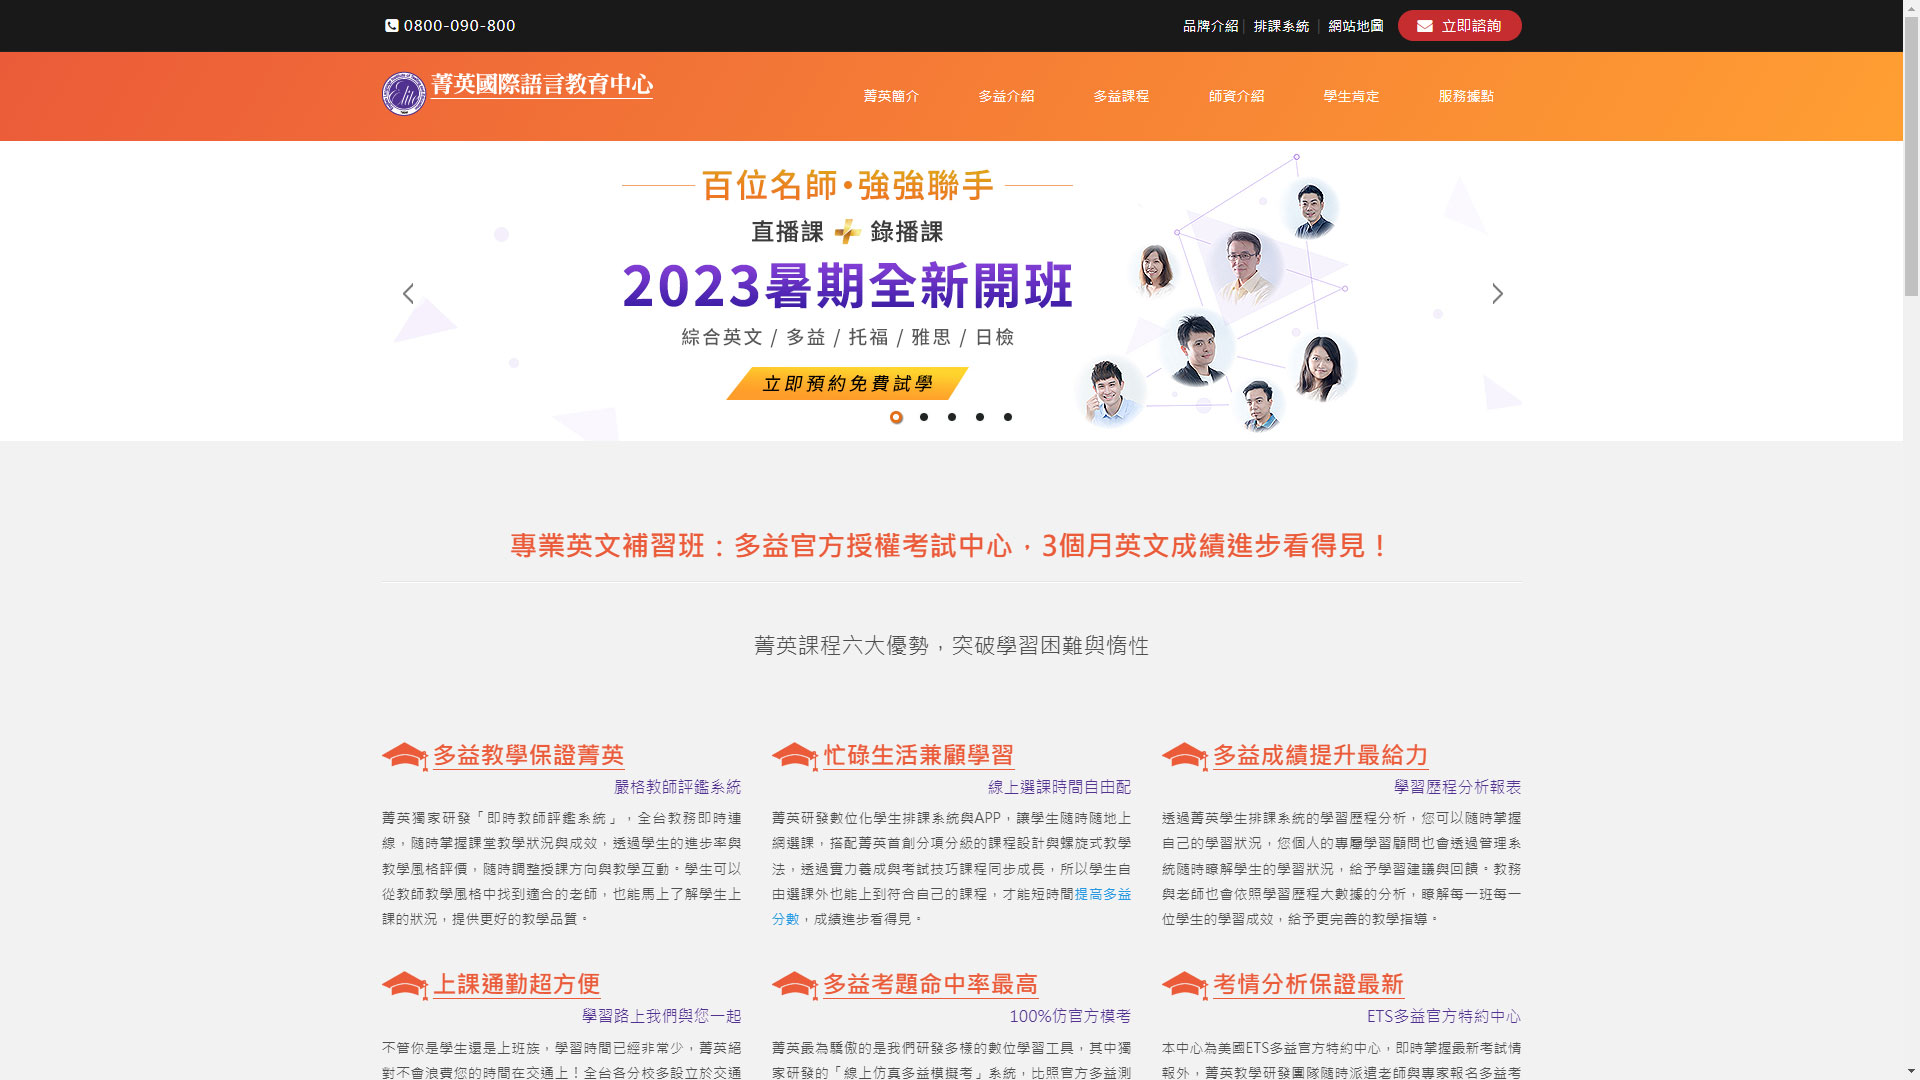 0800-090-800
品牌介紹 | 排課系統 | 網站地圖 立即諮詢
Elite 菁英國際語言教育中心
菁英簡介 多益介紹 多益課程 師資介紹 學生肯定 服務據點
百位名師•強強聯手
直播課 + 錄播課
2023暑期全新開班
綜合英文 / 多益 / 托福 / 雅思 / 日檢
立即預約免費試學
專業英文補習班：多益官方授權考試中心，3個月英文成績進步看得見！
菁英課程六大優勢，突破學習困難與惰性
多益教學保證菁英
嚴格教師評鑑系統
菁英獨家研發「即時教師評鑑系統」，全台教務即時連
線，隨時掌握課堂教學狀況與成效，透過學生的進步率與
教學風格評價，隨時調整授課方向與教學互動。學生可以
從教師教學風格中找到適合的老師，也能馬上了解學生上
課的狀況，提供更好的教學品質。
忙碌生活兼顧學習
線上選課時間自由配
菁英研發數位化學生排課系統與APP，讓學生隨時隨地上
網選課，搭配菁英首創分項分級的課程設計與螺旋式教學
法，透過實力養成與考試技巧課程同步成長，所以學生自
由選課外也能上到符合自己的課程，才能短時間提高多益
分數，成績進步看得見。
多益成績提升最給力
學習歷程分析報表
透過菁英學生排課系統的學習歷程分析，您可以隨時掌握
自己的學習狀況，您個人的專屬學習顧問也會透過管理系
統隨時瞭解學生的學習狀況，給予學習建議與回饋。教務
與老師也會依照學習歷程大數據的分析，瞭解每一班每一
位學生的學習成效，給予更完善的教學指導。
上課通勤超方便
學習路上我們與您一起
不管你是學生還是上班族，學習時間已經非常少，菁英絕
對不會浪費您的時間在交通上！全台各分校多設立於交通
多益考題命中率最高
100%仿官方模考
菁英最為驕傲的是我們研發多樣的數位學習工具，其中獨
家研發的「線上仿真多益模擬考」系統，比照官方多益測
考情分析保證最新
ETS多益官方特約中心
本中心為美國ETS多益官方特約中心，即時掌握最新考試情
報外，菁英教學研發團隊隨時派遣老師與專家報名多益考